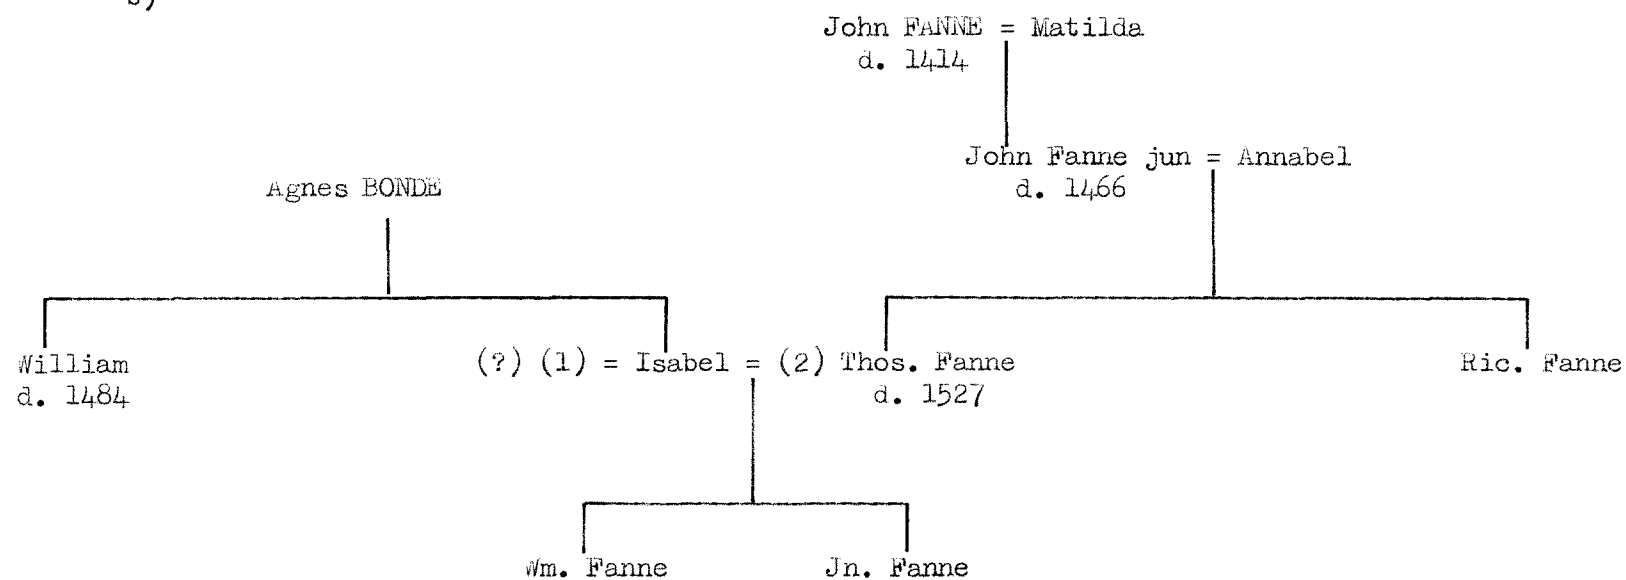 John FANNE = Matilda
d. 1414
John Fanne jun = Annabel
d. 1466
Agnes BONDE
William
d. 1484
(?) (1) = Isabel = (2) Thos. Fanne
d. 1527
Ric. Fanne
Wm. Fanne
Jn. Fanne